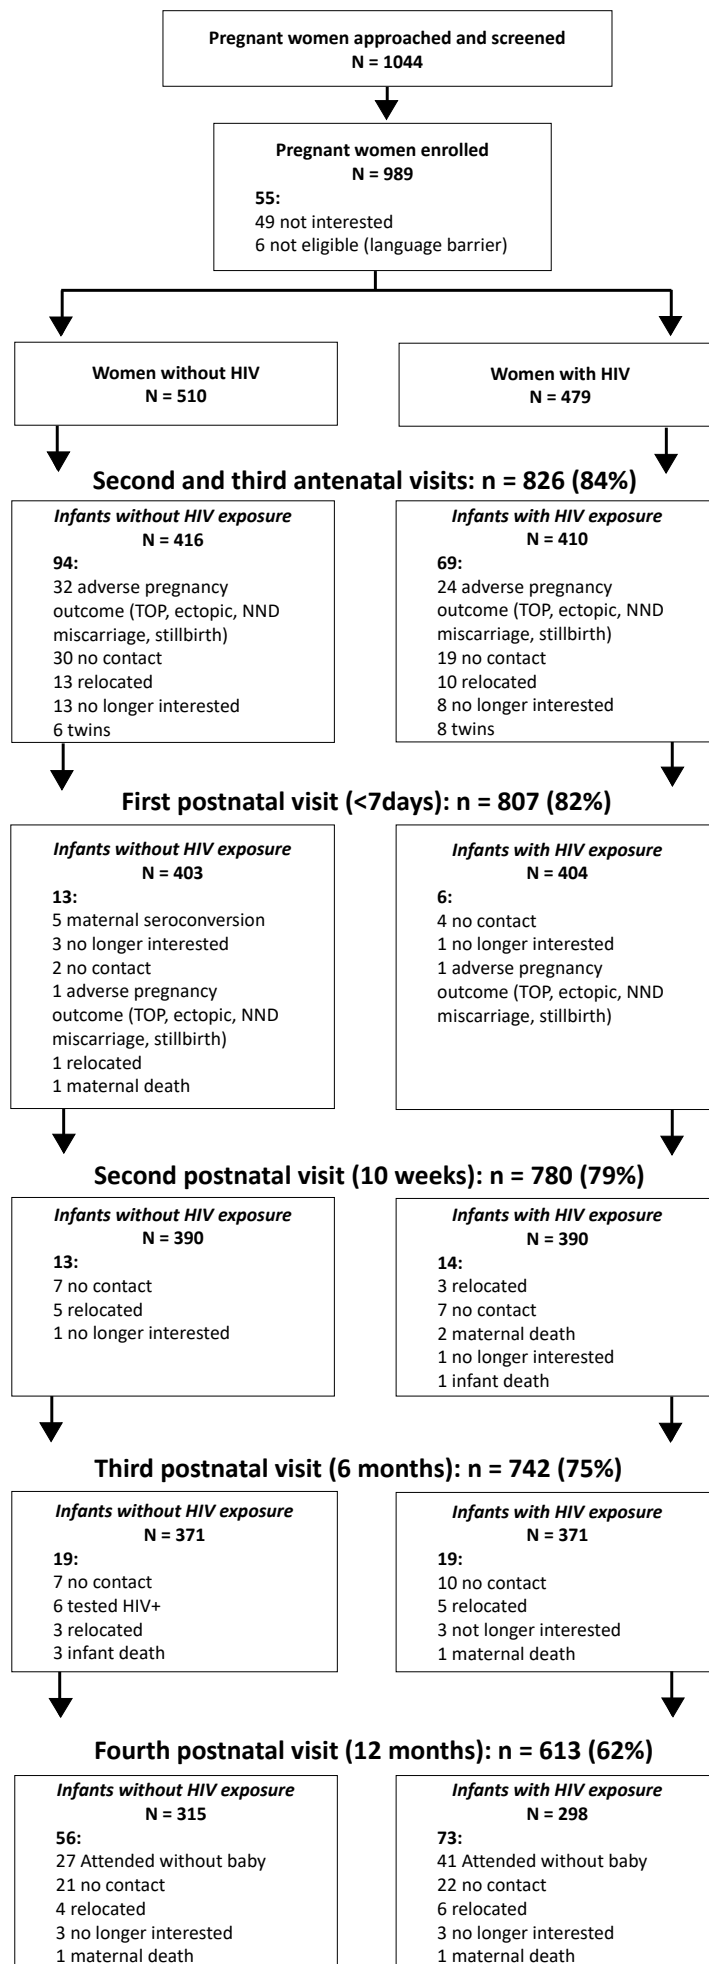 Pregnant women approached and screened
N = 1044
Pregnant women enrolled
N = 989
55:
49 not interested
6 not eligible (language barrier)
Women without HIV
N = 510
Women with HIV
N = 479
Second and third antenatal visits: n = 826 (84%)
Infants without HIV exposure
N = 416
94:
32 adverse pregnancy
outcome (TOP, ectopic, NND
miscarriage, stillbirth)
30 no contact
13 relocated
13 no longer interested
6 twins
Infants with HIV exposure
N = 410
69:
24 adverse pregnancy
outcome (TOP, ectopic, NND
miscarriage, stillbirth)
19 no contact
10 relocated
8 no longer interested
8 twins
First postnatal visit (<7days): n = 807 (82%)
Infants without HIV exposure
N = 403
13:
5 maternal seroconversion
3 no longer interested
2 no contact
1 adverse pregnancy
outcome (TOP, ectopic, NND
miscarriage, stillbirth)
1 relocated
1 maternal death
Infants with HIV exposure
N = 404
6:
4 no contact
1 no longer interested
1 adverse pregnancy
outcome (TOP, ectopic, NND
miscarriage, stillbirth)
Second postnatal visit (10 weeks): n = 780 (79%)
Infants without HIV exposure
N = 390
13:
7 no contact
5 relocated
1 no longer interested
Infants with HIV exposure
N = 390
14:
3 relocated
7 no contact
2 maternal death
1 no longer interested
1 infant death
Third postnatal visit (6 months): n = 742 (75%)
Infants without HIV exposure
N = 371
19:
7 no contact
6 tested HIV+
3 relocated
3 infant death
Infants with HIV exposure
N = 371
19:
10 no contact
5 relocated
3 not longer interested
1 maternal death
Fourth postnatal visit (12 months): n = 613 (62%)
Infants without HIV exposure
N = 315
56:
27 Attended without baby
21 no contact
4 relocated
3 no longer interested
1 maternal death
Infants with HIV exposure
N = 298
73:
41 Attended without baby
22 no contact
6 relocated
3 no longer interested
1 maternal death